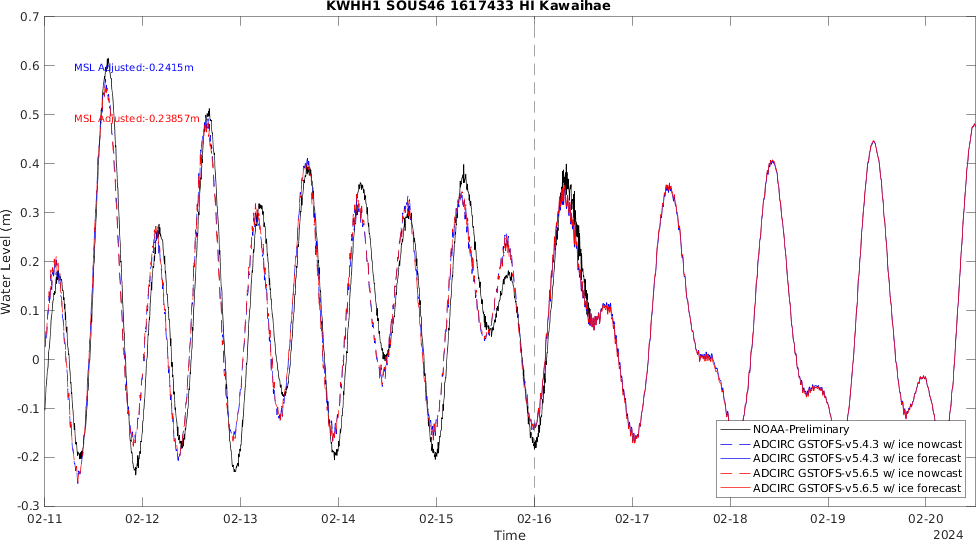 KWHH1 SOUS46 1617433 HI Kawaihae
0.7
0.6
0.5
0.4
0.3
0.2
0.1
0
-0.1
-0.2
-0.3
Water Level (m)
MSL Adjusted:-0.2415m
MSL Adjusted:-0.23857m
NOAA-Preliminary
ADCIRC GSTOFS-v5.4.3 w/ ice nowcast
ADCIRC GSTOFS-v5.4.3 w/ ice forecast
ADCIRC GSTOFS-v5.6.5 w/ ice nowcast
ADCIRC GSTOFS-v5.6.5 w/ ice forecast
02-11 02-12 02-13 02-14 02-15 02-16 02-17 02-18 02-19 02-20
Time
2024